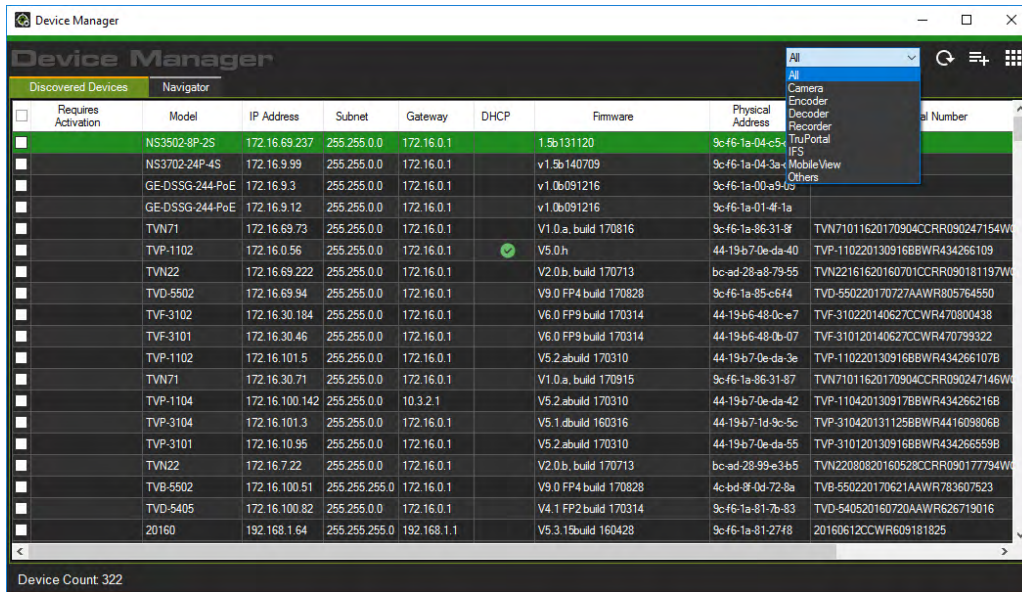 Device Manager
Device Manager
All
All
Camera
Encoder
Decoder
Recorder
TruPortal
IFS
MobileView
Others
Discovered Devices Navigator
Requires Activation Model IP Address Subnet Gateway DHCP Firmware Physical Address al Number
NS3502-8P-2S 172.16.69.237 255.255.0.0 172.16.0.1 1.5b131120 9c-f6-1a-04-c5-
NS3702-24P-4S 172.16.9.99 255.255.0.0 172.16.0.1 v1.5b140709 9c-f6-1a-04-3a-
GE-DSSG-244-PoE 172.16.9.3 255.255.0.0 172.16.0.1 v1.0b091216 9c-f6-1a-00-a9-09
GE-DSSG-244-PoE 172.16.9.12 255.255.0.0 172.16.0.1 v1.0b091216 9c-f6-1a-01-4f-1a
TVN71 172.16.69.73 255.255.0.0 172.16.0.1 V1.0.a, build 170816 9c-f6-1a-86-31-8f TVN71011620170904CCRR090247154W
TVP-1102 172.16.0.56 255.255.0.0 172.16.0.1 V5.0.h 44-19-b7-0e-da-40 TVP-110220130916BBWR434266109
TVN22 172.16.69.222 255.255.0.0 172.16.0.1 V2.0.b, build 170713 bc-ad-28-a8-79-55 TVN22161620160701CCRR090181197W
TVD-5502 172.16.69.94 255.255.0.0 172.16.0.1 V9.0 FP4 build 170828 9c-f6-1a-85-c6-f4 TVD-550220170727AAWR805764550
TVF-3102 172.16.30.184 255.255.0.0 172.16.0.1 V6.0 FP9 build 170314 44-19-b6-48-0c-e7 TVF-310220140627CCWR470800438
TVF-3101 172.16.30.46 255.255.0.0 172.16.0.1 V6.0 FP9 build 170314 44-19-b6-48-0b-07 TVF-310120140627CCWR470799322
TVP-1102 172.16.101.5 255.255.0.0 172.16.0.1 V5.2.abuild 170310 44-19-b7-0e-da-3e TVP-110220130916BBWR434266107B
TVN71 172.16.30.71 255.255.0.0 172.16.0.1 V1.0.a, build 170915 9c-f6-1a-86-31-87 TVN71011620170904CCRR090247146W
TVP-1104 172.16.100.142 255.255.0.0 10.3.2.1 V5.2.abuild 170310 44-19-b7-0e-da-42 TVP-110420130917BBWR434266216B
TVP-3104 172.16.101.3 255.255.0.0 172.16.0.1 V5.1.dbuild 160316 44-19-b7-1d-9c-5c TVP-310420131125BBWR441609806B
TVP-3101 172.16.10.95 255.255.0.0 172.16.0.1 V5.2.abuild 170310 44-19-b7-0e-da-55 TVP-310120130916BBWR434266559B
TVN22 172.16.7.22 255.255.0.0 172.16.0.1 V2.0.b, build 170713 bc-ad-28-99-e3-b5 TVN22080820160528CCRR090177794W
TVB-5502 172.16.100.51 255.255.255.0 172.16.0.1 V9.0 FP4 build 170828 4c-bd-8f-0d-72-8a TVB-550220170621AAWR783607523
TVD-5405 172.16.100.82 255.255.0.0 172.16.0.1 V4.1 FP2 build 170314 9c-f6-1a-81-7b-83 TVD-540520160720AAWR626719016
20160 192.168.1.64 255.255.255.0 192.168.1.1 V5.3.15build 160428 9c-f6-1a-81-27-f8 20160612CCWR609181825
Device Count: 322